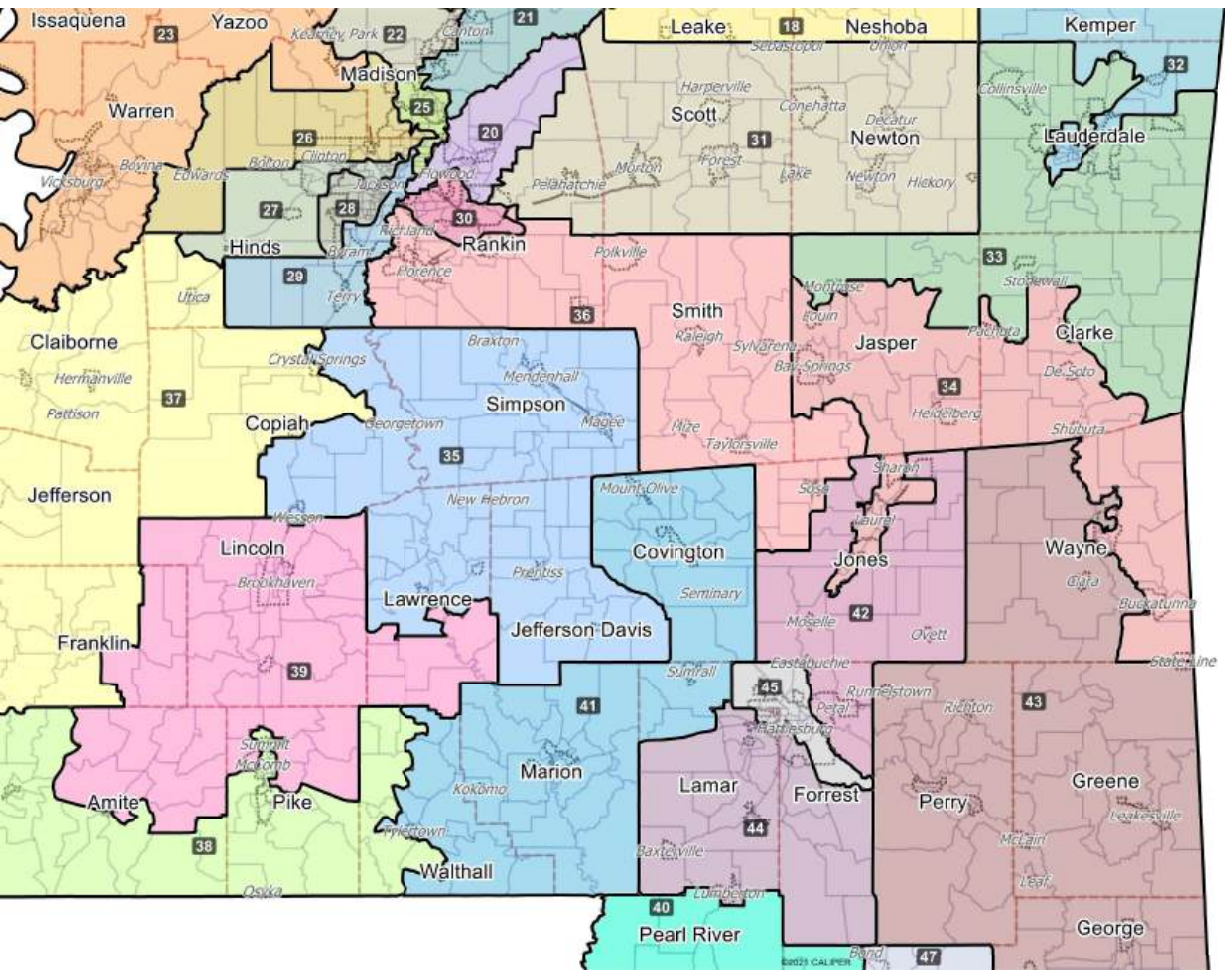 Issaquena
Yazoo
23
Kearney Park
22
Canton
21
Leake
18
Neshoba
Kemper
Sebastopol
Union
32
Madison
Warren
25
Harperville
Scott
Conehatta
Collinsville
26
20
31
Decatur
Newton
Lauderdale
Bovina
Bolton
Clinton
Edwards
Vicksburg
Jackson
Flowood
Pelahatchie
Morton
Forest
Lake
Newton
Hickory
27
28
30
Richland
Hinds
Byram
Rankin
Polkville
33
29
Florence
Stonewall
Utica
Terry
Montrose
36
Smith
Louin
Raleigh
Sylvarena
Jasper
Pachuta
Clarke
Claiborne
Braxton
Crystal Springs
Bay Springs
De Soto
Hermanville
Mendenhall
34
37
Simpson
Pattison
Heidelberg
Copiah
Georgetown
Magee
Mize
Taylorsville
Shubuta
35
Sharon
Jefferson
New Hebron
Mount Olive
Soso
Wesson
Laurel
Lincoln
Covington
Wayne
Jones
Brookhaven
Prentiss
Clara
Lawrence
Seminary
Buckatunna
42
Moselle
Jefferson Davis
Ovett
Franklin
39
Sumrall
Eastabuchie
State Line
45
Runnelstown
41
Petal
Richton
43
Hattiesburg
Summit
McComb
Marion
Kokomo
Lamar
Forrest
Greene
Amite
Pike
Perry
Leakesville
Tylertown
44
38
McLain
Baxterville
Walthall
Leaf
Osyka
Lumberton
40
Pearl River
George
Bond
47
©2025 CALIPER